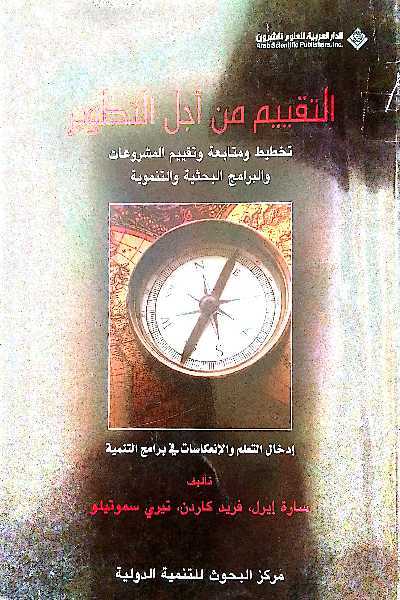 الدار العربية للعلوم ناشرون
Arab Scientific Publishers, Inc.
التقييم من أجل التطوير
تخطيط ومتابعة وتقييم المشروعات
والبرامج البحثية والتنموية
N
E
S
W
إدخال التعلم والإنعكاسات في برامج التنمية
تأليف
سارة إيرل، فريد كاردن، تيري سموتيلو
مركز البحوث للتنمية الدولية